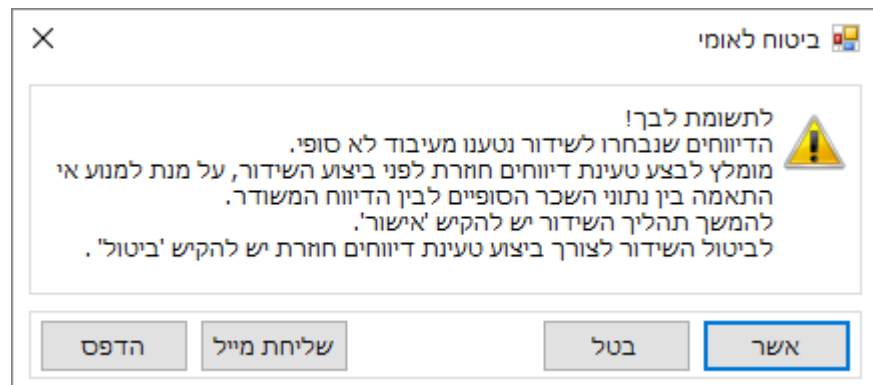 ביטוח לאומי
לתשומת לבך!
הדיווחים שנבחרו לשידור נטענו מעיבוד לא סופי.
מומלץ לבצע טעינת דיווחים חוזרת לפני ביצוע השידור, על מנת למנוע אי
התאמה בין נתוני השכר הסופיים לבין הדיווח המשודר.
להמשך תהליך השידור יש להקיש 'אישור'.
לביטול השידור לצורך ביצוע טעינת דיווחים חוזרת יש להקיש 'ביטול' .
אשר
בטל
שליחת מייל
הדפס